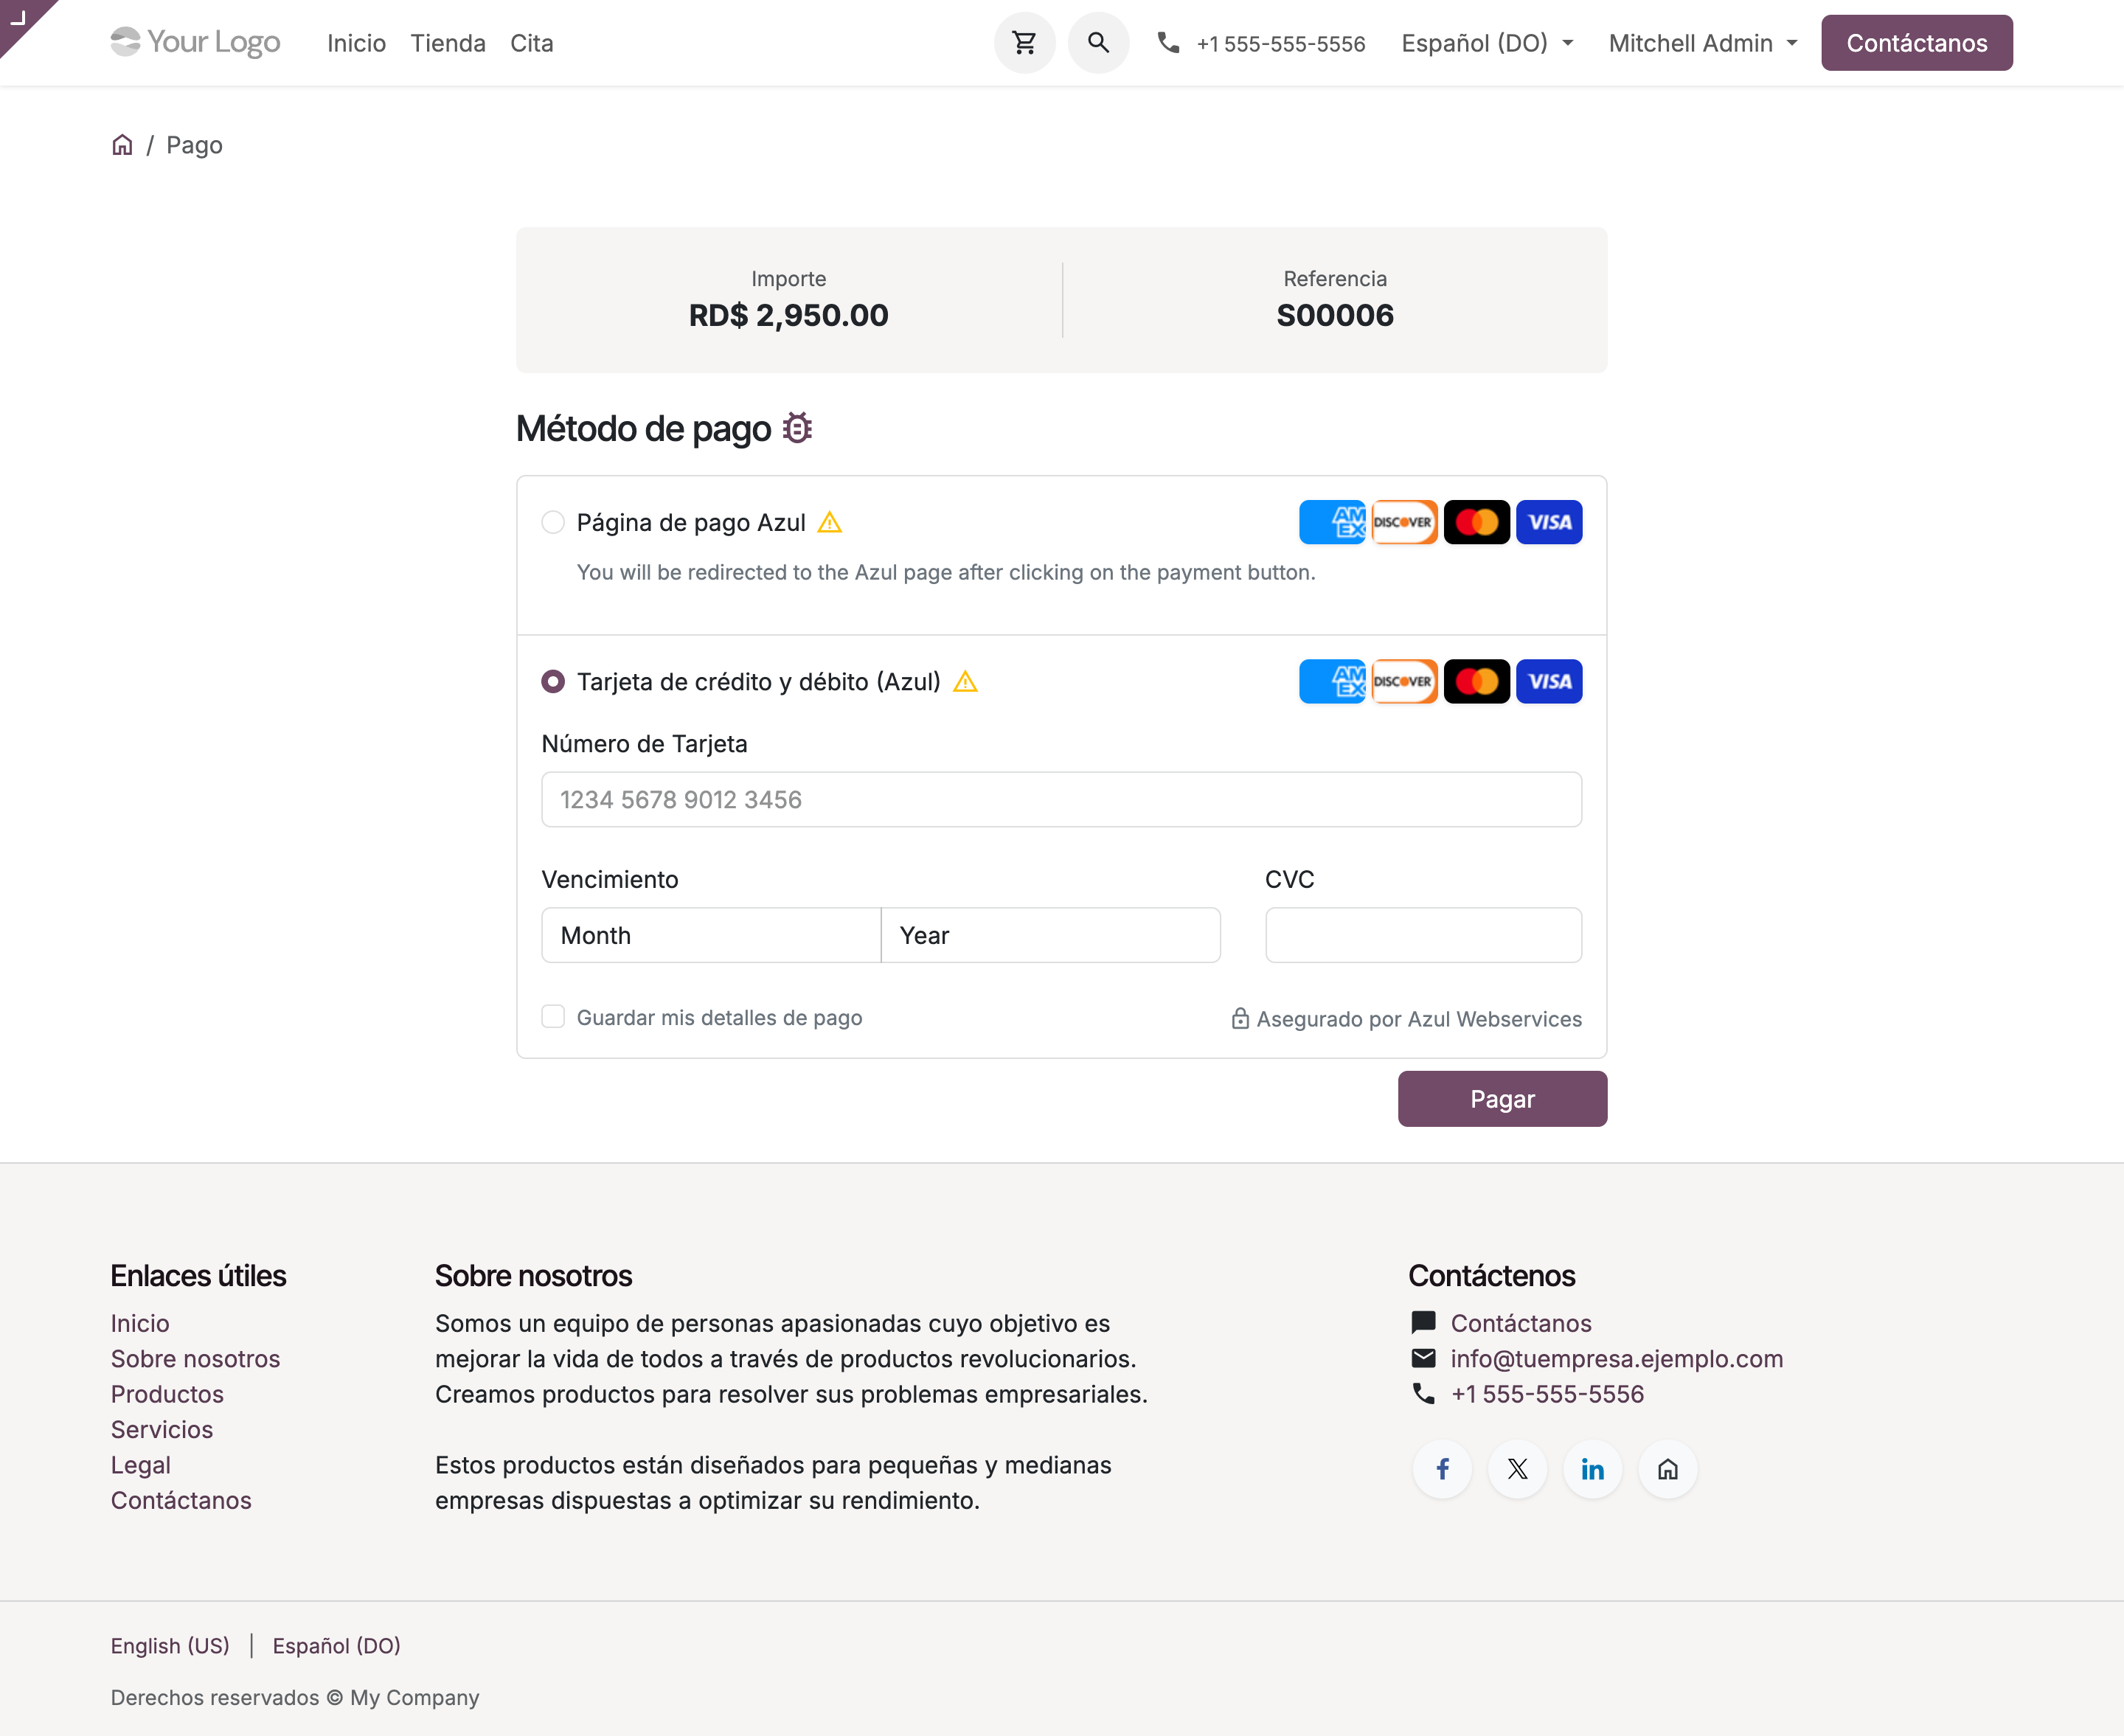 Your Logo
Inicio
Tienda
Cita
+1 555-555-5556
Español (DO)
Mitchell Admin
Contáctanos
/ Pago
Importe
RD$ 2,950.00
Referencia
S00006
Método de pago
Página de pago Azul
AMEX
DISCOVER
VISA
You will be redirected to the Azul page after clicking on the payment button.
Tarjeta de crédito y débito (Azul)
AMEX
DISCOVER
VISA
Número de Tarjeta
1234 5678 9012 3456
Vencimiento
CVC
Month
Year
Guardar mis detalles de pago
Asegurado por Azul Webservices
Pagar
Enlaces útiles
Inicio
Sobre nosotros
Productos
Servicios
Legal
Contáctanos
Sobre nosotros
Somos un equipo de personas apasionadas cuyo objetivo es
mejorar la vida de todos a través de productos revolucionarios.
Creamos productos para resolver sus problemas empresariales.
Estos productos están diseñados para pequeñas y medianas
empresas dispuestas a optimizar su rendimiento.
Contáctenos
Contáctanos
info@tuempresa.ejemplo.com
+1 555-555-5556
English (US) | Español (DO)
Derechos reservados © My Company